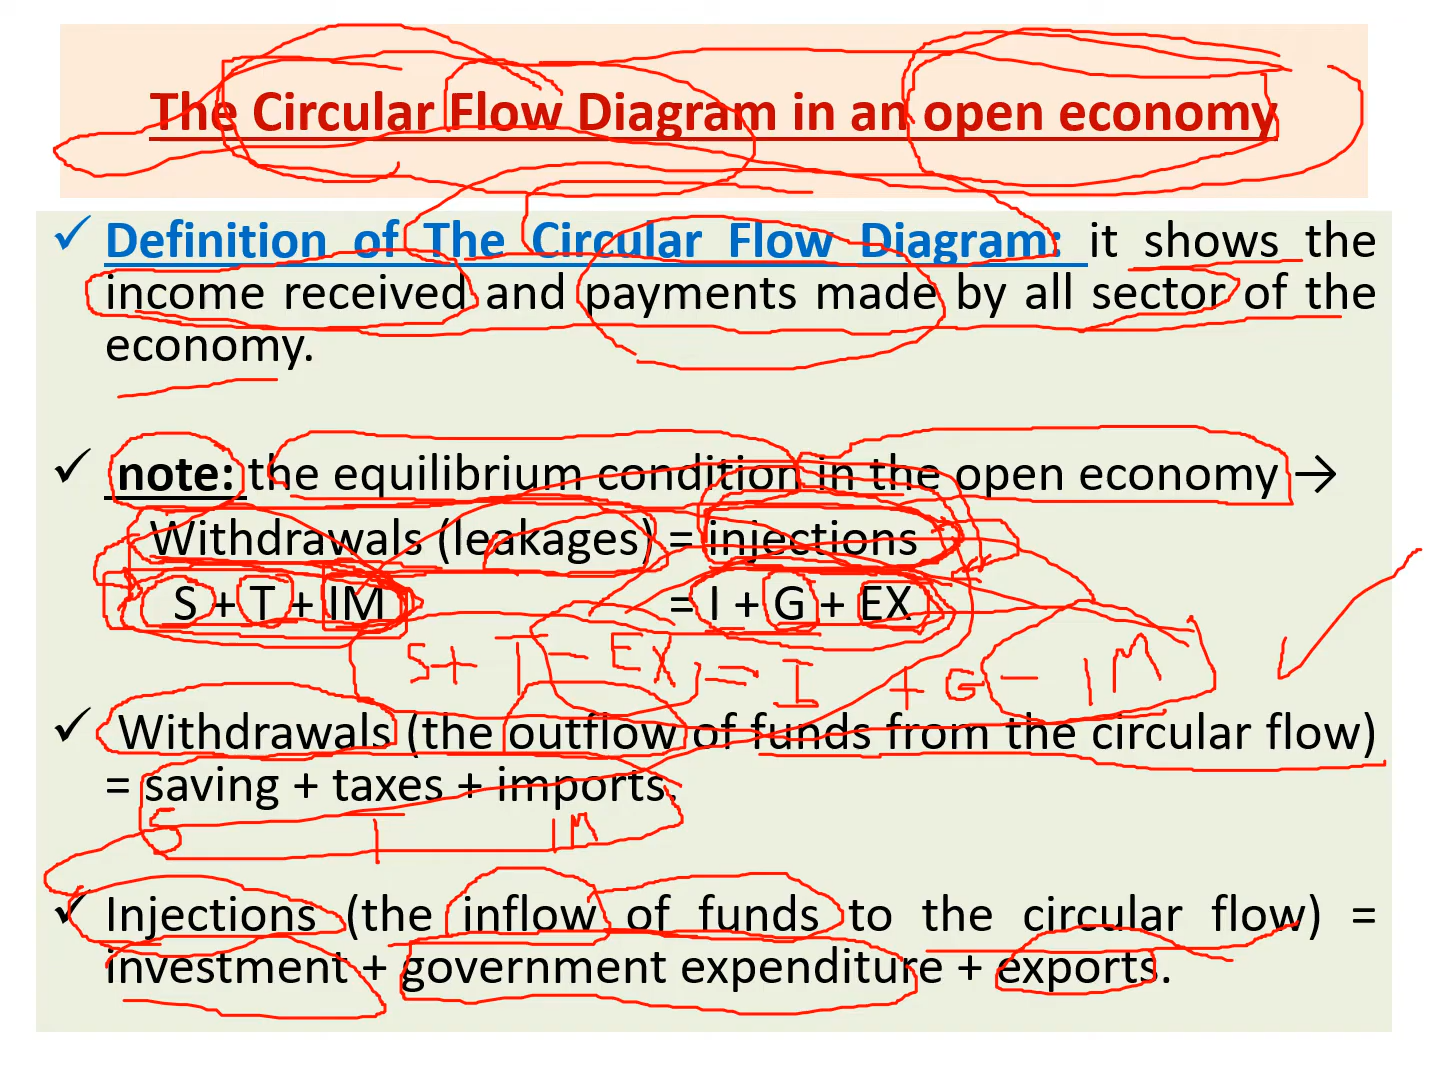 The Circular Flow Diagram in an open economy
✓ Definition of The Circular Flow Diagram: it shows the
income received and payments made by all sector of the
economy.
✓ note: the equilibrium condition in the open economy →
Withdrawals (leakages) = injections
S + T + IM = I + G + EX
S + T - EX = I + G - IM
✓ Withdrawals (the outflow of funds from the circular flow)
= saving + taxes + imports.
T IM
✓ Injections (the inflow of funds to the circular flow) =
investment + government expenditure + exports.